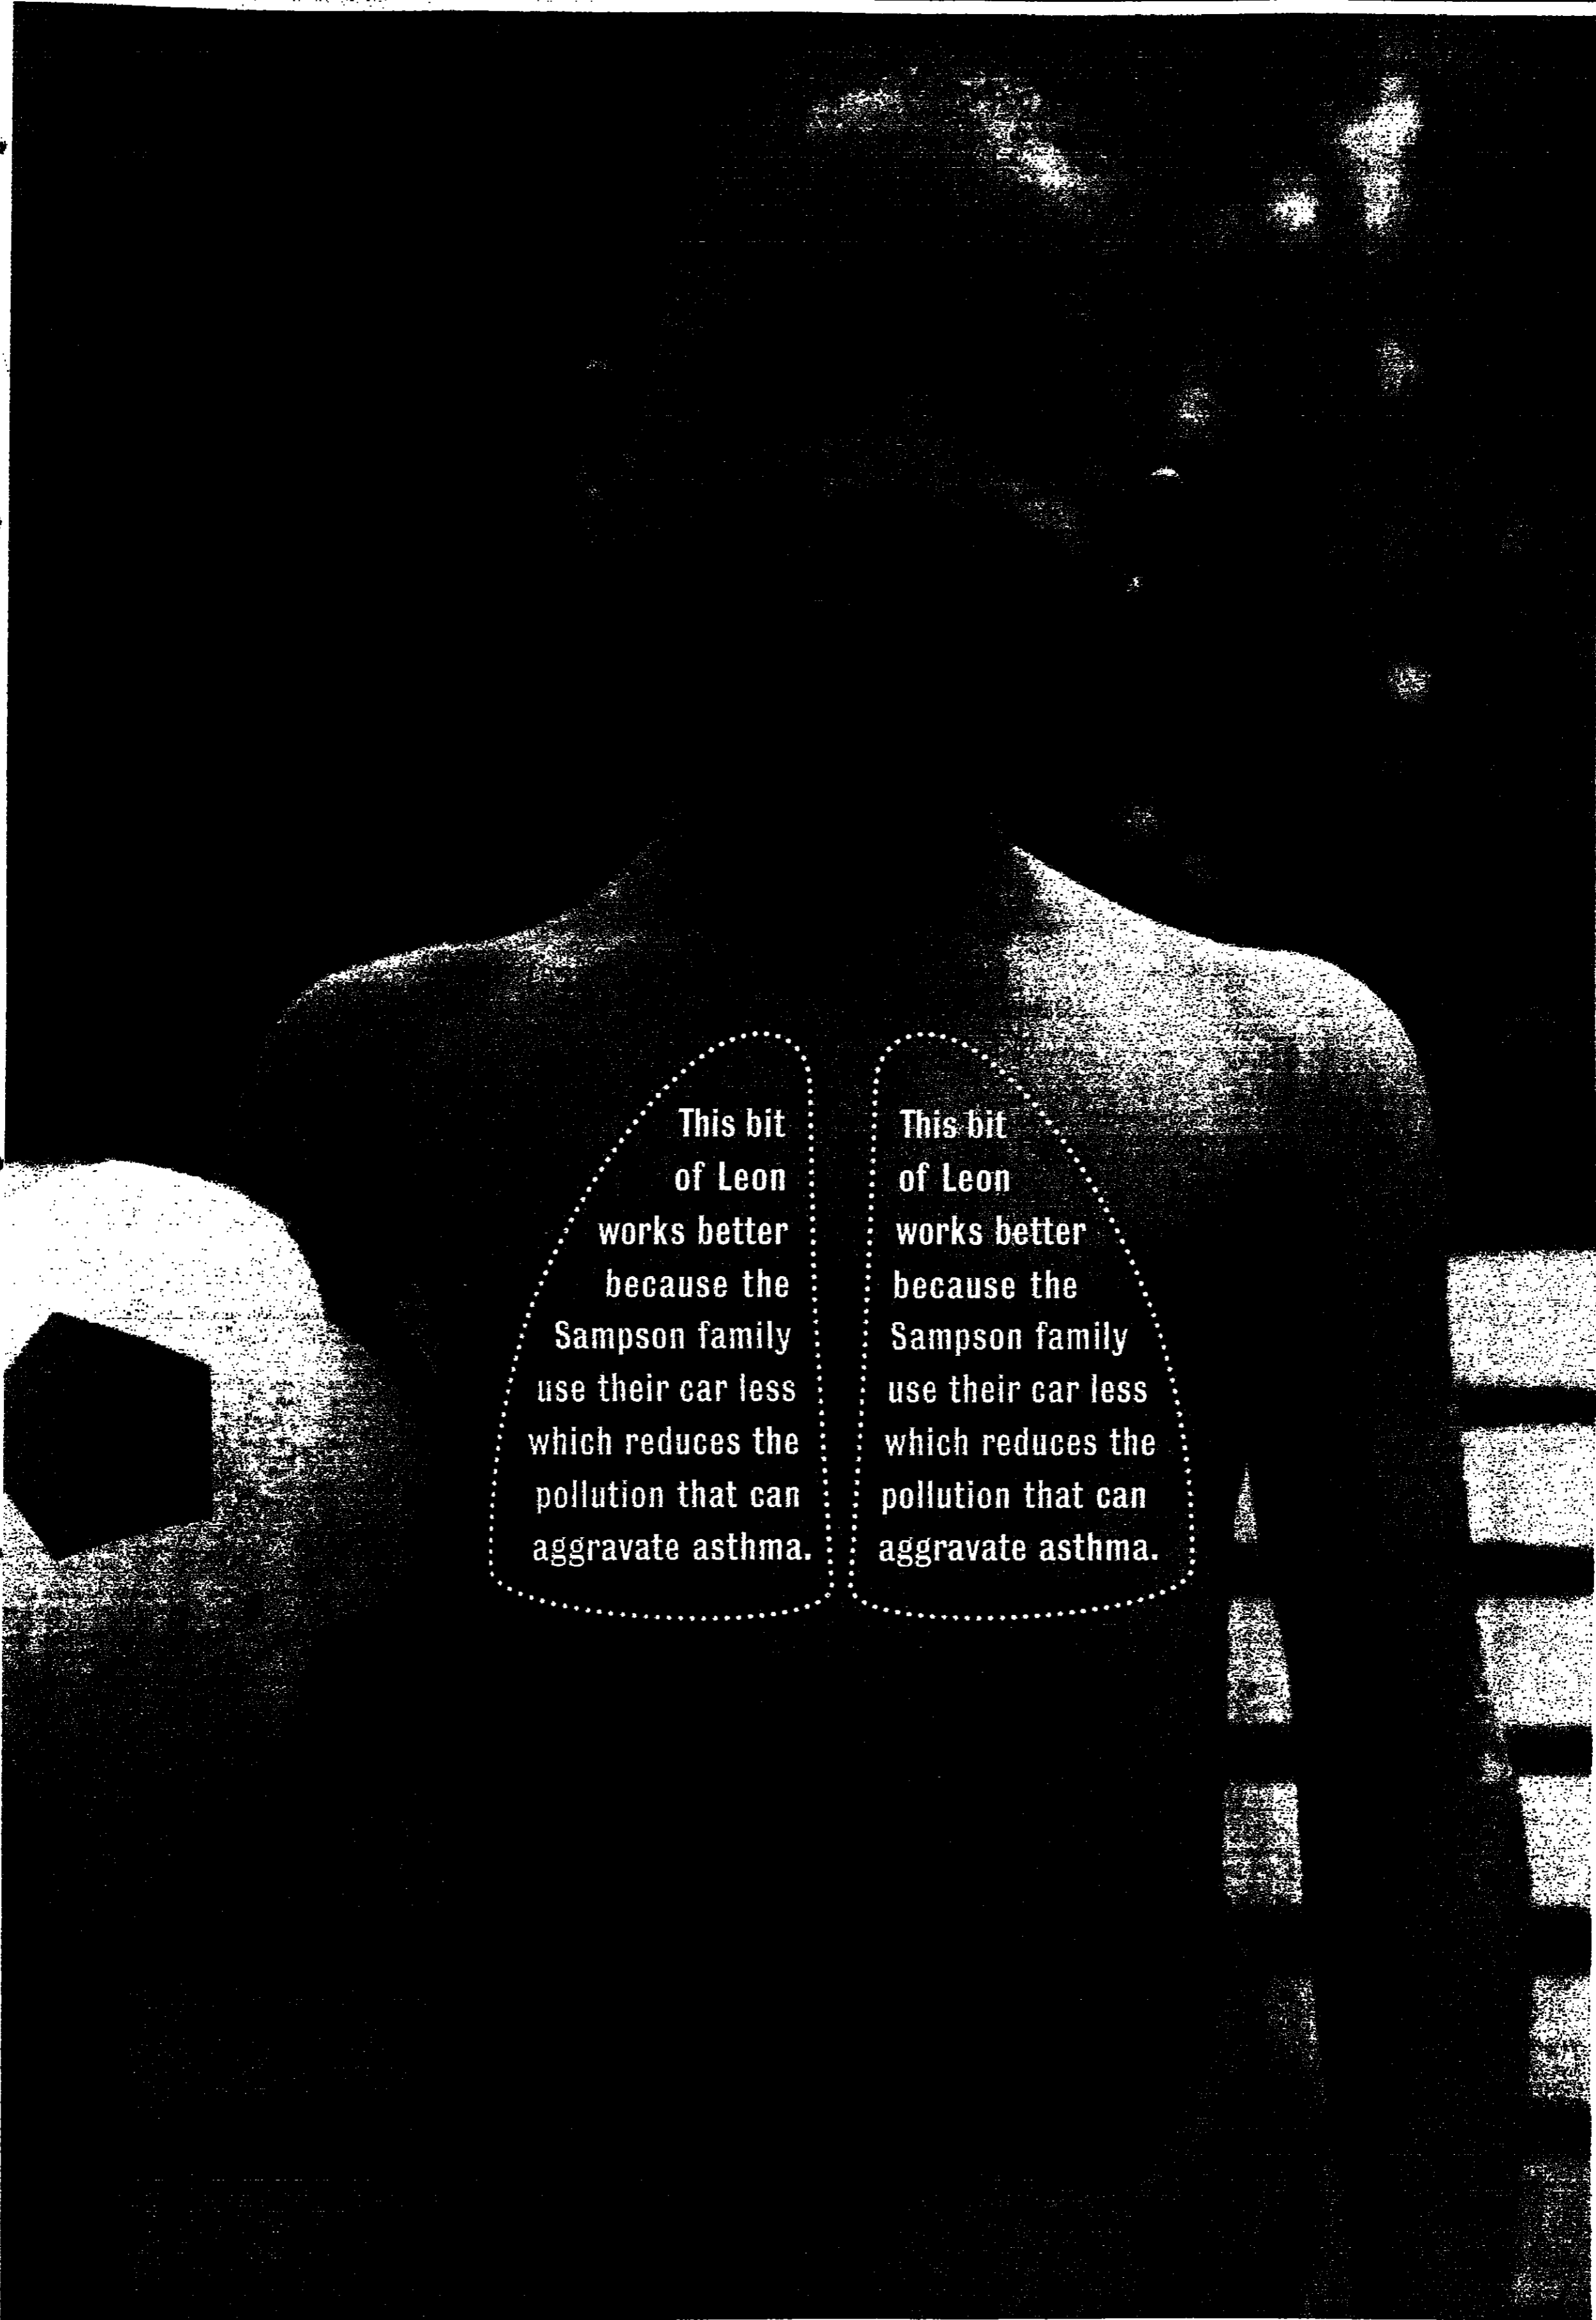 This bit
of Leon
works better
because the
Sampson family
use their car less
which reduces the
pollution that can
aggravate asthma.
This bit
of Leon
works better
because the
Sampson family
use their car less
which reduces the
pollution that can
aggravate asthma.